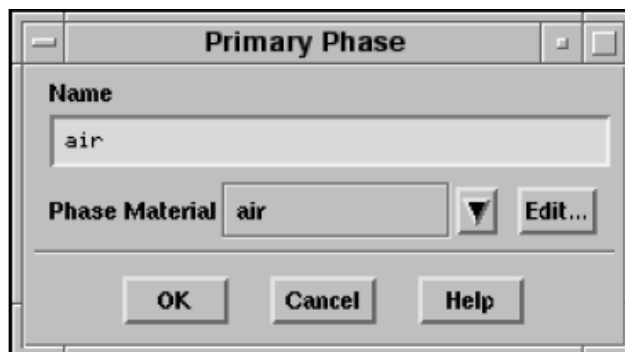 Primary Phase
Name
air
Phase Material air Edit...
OK Cancel Help